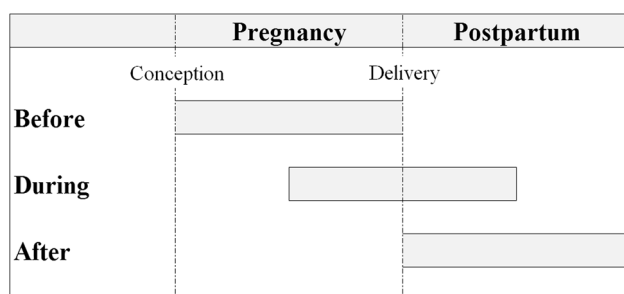 Pregnancy Postpartum
Conception Delivery
Before
During
After